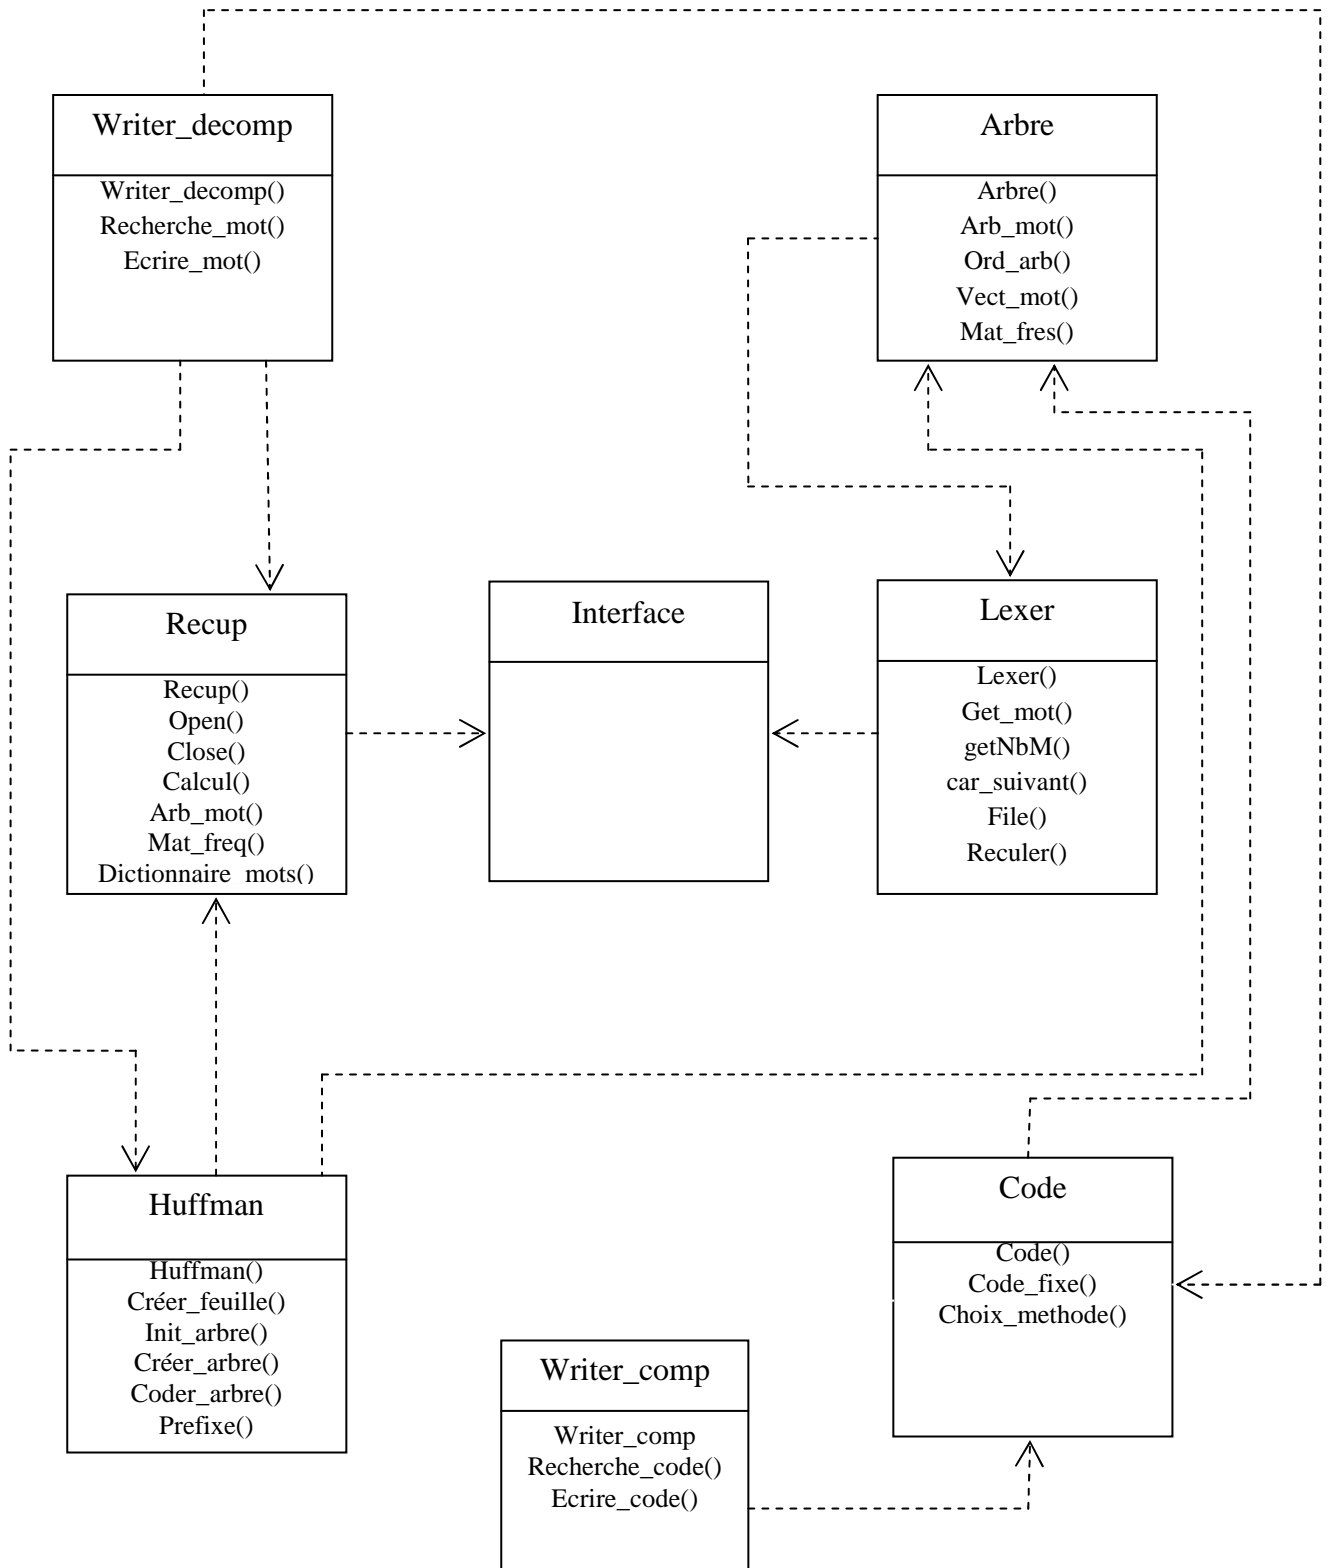 Writer_decomp
Writer_decomp()
Recherche_mot()
Ecrire_mot()
Arbre
Arbre()
Arb_mot()
Ord_arb()
Vect_mot()
Mat_fres()
Recup
Recup()
Open()
Close()
Calcul()
Arb_mot()
Mat_freq()
Dictionnaire_mots()
Interface
Lexer
Lexer()
Get_mot()
getNbM()
car_suivant()
File()
Reculer()
Huffman
Huffman()
Créer_feuille()
Init_arbre()
Créer_arbre()
Coder_arbre()
Prefixe()
Code
Code()
Code_fixe()
Choix_methode()
Writer_comp
Writer_comp
Recherche_code()
Ecrire_code()